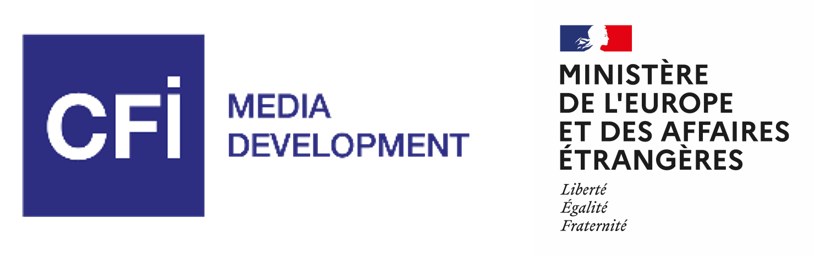 CFi
MEDIA
DEVELOPMENT
MINISTÈRE
DE L'EUROPE
ET DES AFFAIRES
ÉTRANGÈRES
Liberté
Égalité
Fraternité